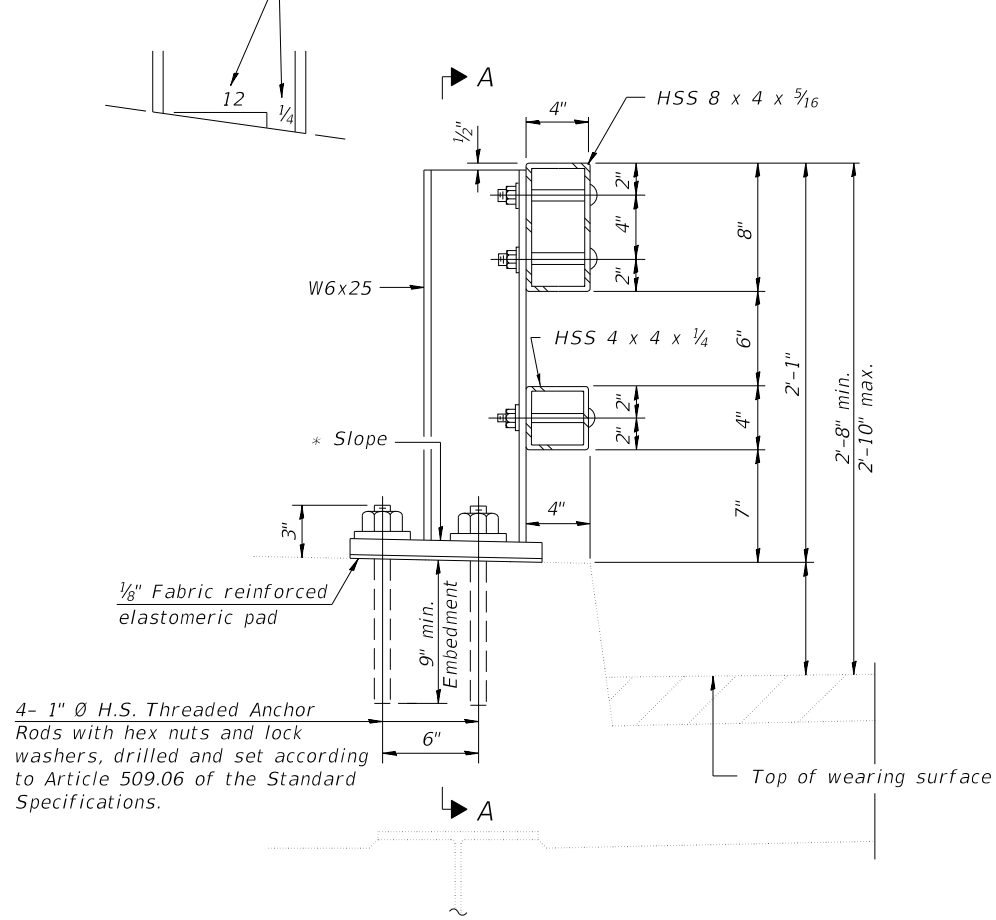 12
1/4
A
HSS 8 x 4 x 5/16
4"
1/2"
2"
4"
2"
8"
W6x25
HSS 4 x 4 x 1/4
6"
2'-1"
2'-8" min.
2'-10" max.
2"
2"
4"
* Slope
7"
4"
3"
1/8" Fabric reinforced
elastomeric pad
9" min.
Embedment
4- 1" Ø H.S. Threaded Anchor
Rods with hex nuts and lock
washers, drilled and set according
to Article 509.06 of the Standard
Specifications.
6"
Top of wearing surface
A